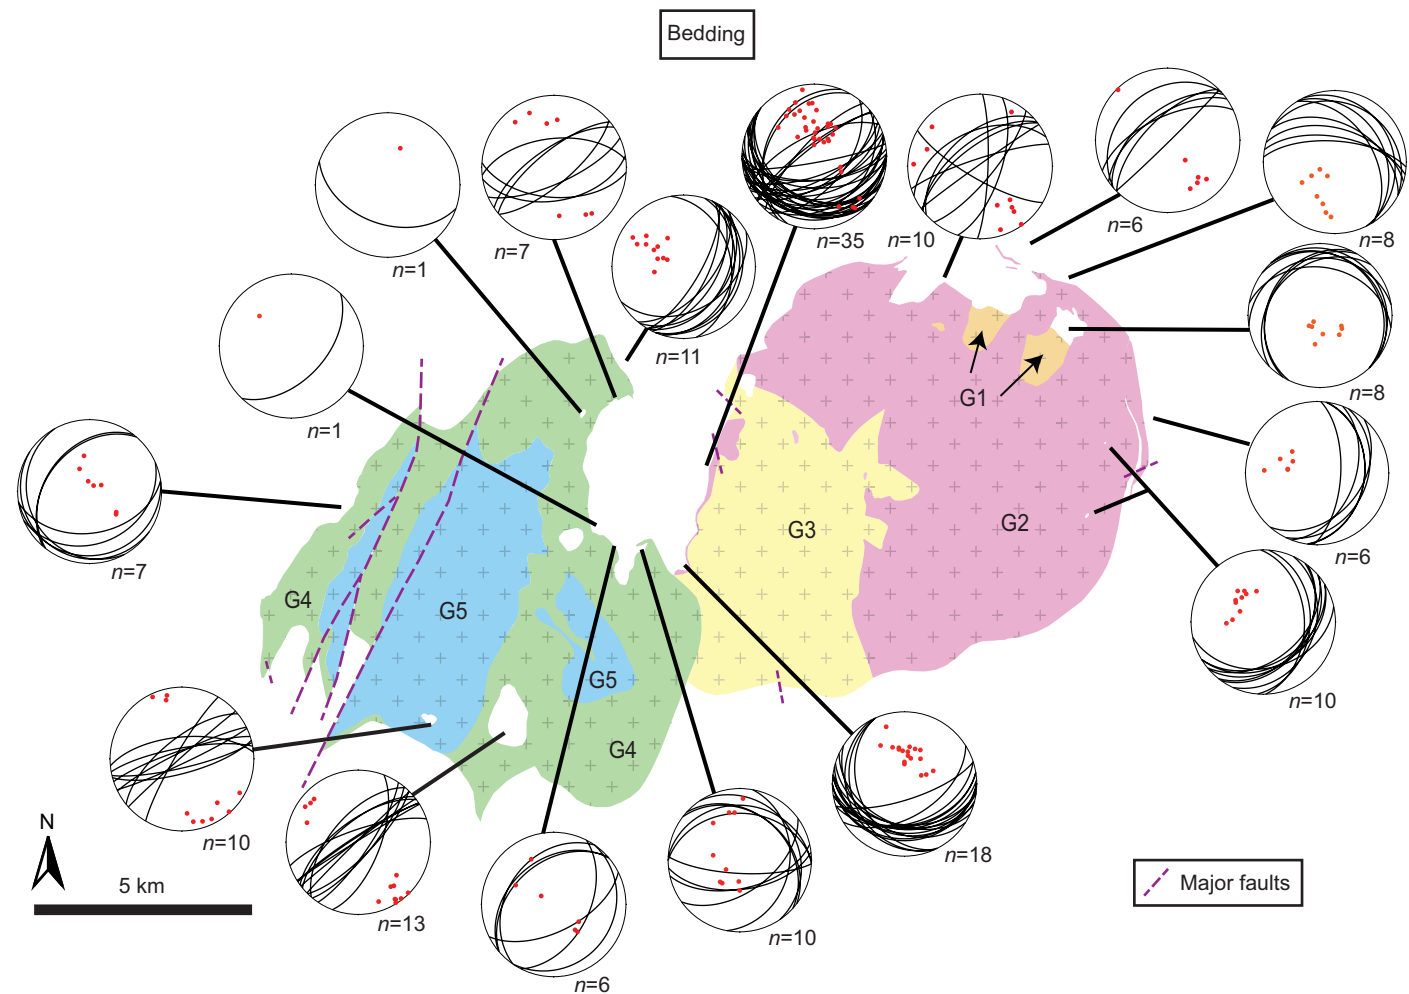 Bedding
n=1
n=7
n=11
n=35
n=10
n=6
n=8
n=1
n=8
G1
n=7
n=6
G3
G2
G4
G5
n=10
G5
G4
n=10
n=13
n=6
n=10
n=18
N
5 km
Major faults